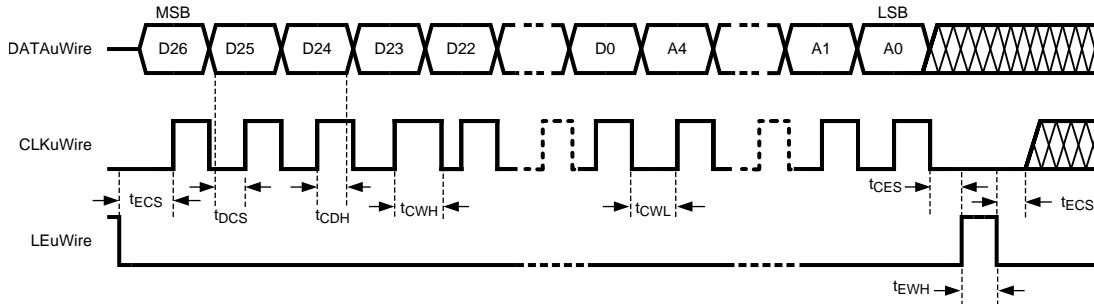 MSB LSB
DATAuWire D26 D25 D24 D23 D22 D0 A4 A1 A0
CLKuWire
tECS tDCS tCDH tCWH tCWL tCES tECS
LEuWire
tEWH